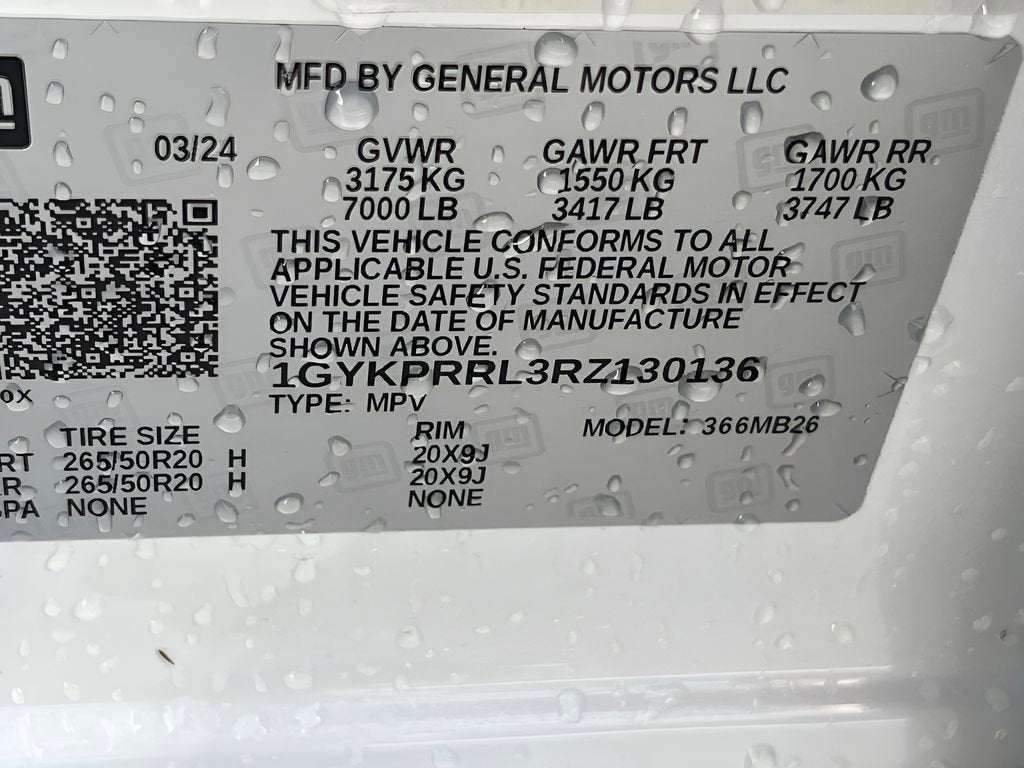 MFD BY GENERAL MOTORS LLC
03/24 GVWR GAWR FRT GAWR RR
3175 KG 1550 KG 1700 KG
7000 LB 3417 LB 3747 LB
THIS VEHICLE CONFORMS TO ALL
APPLICABLE U.S. FEDERAL MOTOR
VEHICLE SAFETY STANDARDS IN EFFECT
ON THE DATE OF MANUFACTURE
SHOWN ABOVE.
1GYKPRRL3RZ130136
TYPE: MPV
TIRE SIZE RIM MODEL: 366MB26
RT 265/50R20 H 20X9J
R 265/50R20 H 20X9J
PA NONE NONE